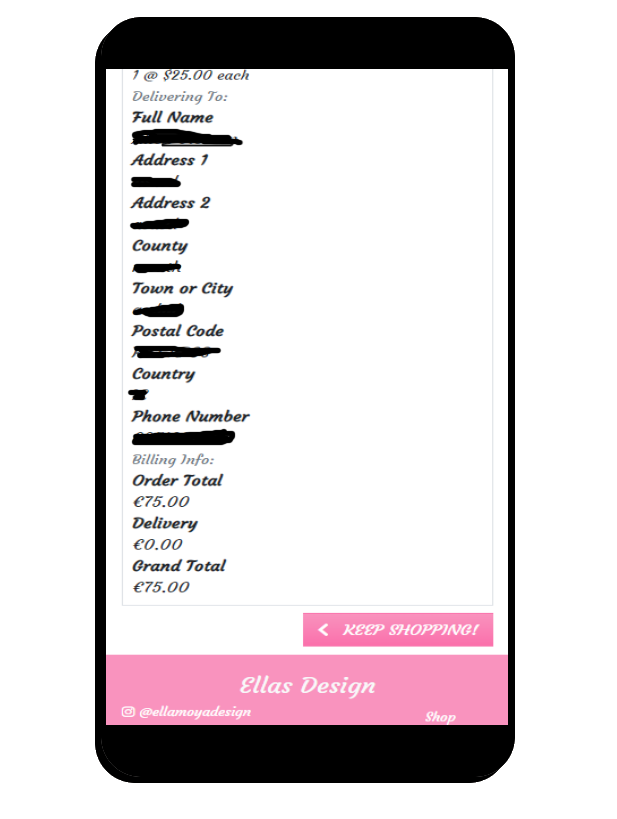 1 @ $25.00 each
Delivering To:
Full Name
Address 1
Address 2
County
Town or City
Postal Code
Country
Phone Number
Billing Info:
Order Total
€75.00
Delivery
€0.00
Grand Total
€75.00
KEEP SHOPPING!
Ellas Design
@ellamoyadesign
Shop